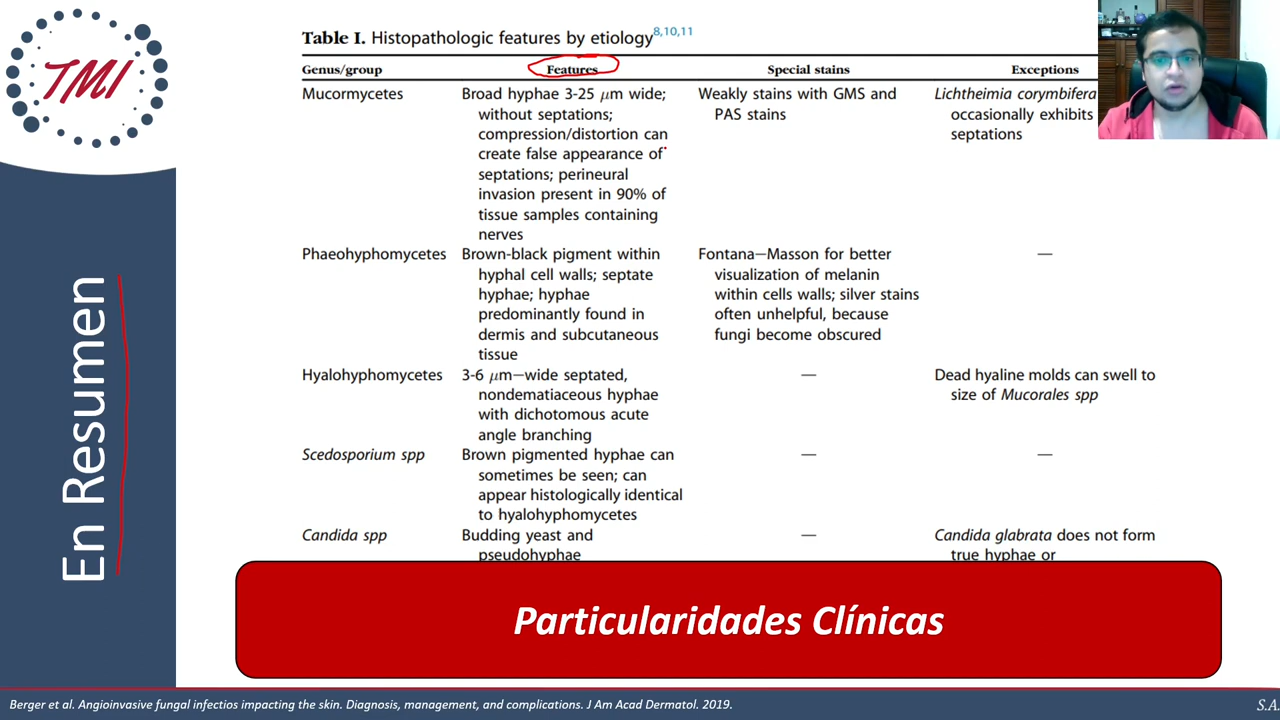 TMI
En Resumen
Table I. Histopathologic features by etiology8,10,11
Genus/group Features Special stains Exceptions
Mucormycetes Broad hyphae 3-25 μm wide; Weakly stains with GMS and Lichtheimia corymbifera
without septations; PAS stains occasionally exhibits
compression/distortion can septations
create false appearance of
septations; perineural
invasion present in 90% of
tissue samples containing
nerves
Phaeohyphomycetes Brown-black pigment within Fontana–Masson for better —
hyphal cell walls; septate visualization of melanin
hyphae; hyphae within cells walls; silver stains
predominantly found in often unhelpful, because
dermis and subcutaneous fungi become obscured
tissue
Hyalohyphomycetes 3-6 μm–wide septated, — Dead hyaline molds can swell to
nondematiaceous hyphae size of Mucorales spp
with dichotomous acute
angle branching
Scedosporium spp Brown pigmented hyphae can — —
sometimes be seen; can
appear histologically identical
to hyalohyphomycetes
Candida spp Budding yeast and — Candida glabrata does not form
pseudohyphae true hyphae or
Particularidades Clínicas
Berger et al. Angioinvasive fungal infectios impacting the skin. Diagnosis, management, and complications. J Am Acad Dermatol. 2019.
S.A.